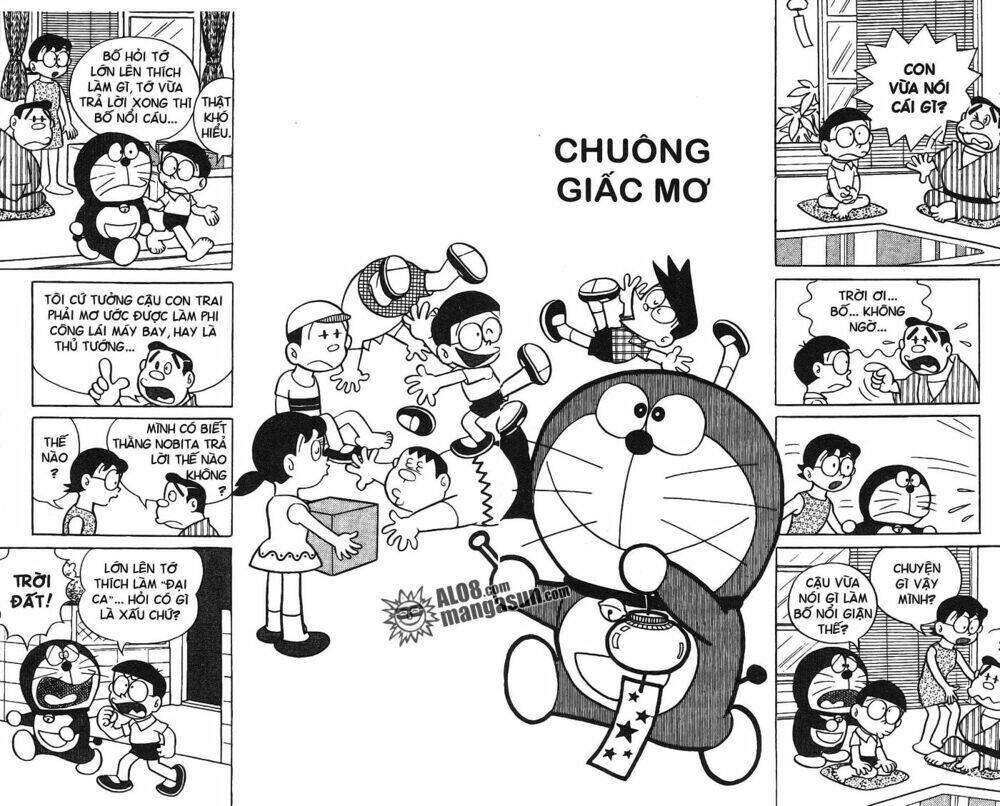 CHUÔNG
GIẤC MƠ
CON
VỪA NÓI
CÁI GÌ?
TRỜI ƠI...
BỐ... KHÔNG
NGỜ...
CHUYỆN
GÌ VẬY
MÌNH?
CẬU VỪA
NÓI GÌ LÀM
BỐ NỔI GIẬN
THẾ?
THẬT
KHÓ
HIỂU.
BỐ HỎI TỚ
LỚN LÊN THÍCH
LÀM GÌ, TỚ VỪA
TRẢ LỜI XONG THÌ
BỐ NỔI CÁU...
TÔI CỨ TƯỞNG CẬU CON TRAI
PHẢI MƠ ƯỚC ĐƯỢC LÀM PHI
CÔNG LÁI MÁY BAY, HAY LÀ
THỦ TƯỚNG...
MÌNH CÓ BIẾT
THẰNG NOBITA TRẢ
LỜI THẾ NÀO
KHÔNG
?
THẾ
NÀO
?
LỚN LÊN TỚ
THÍCH LÀM "ĐẠI
CA"... HỎI CÓ GÌ
LÀ XẤU CHỨ?
TRỜI
ĐẤT!
ALO8.com
mangasun.com